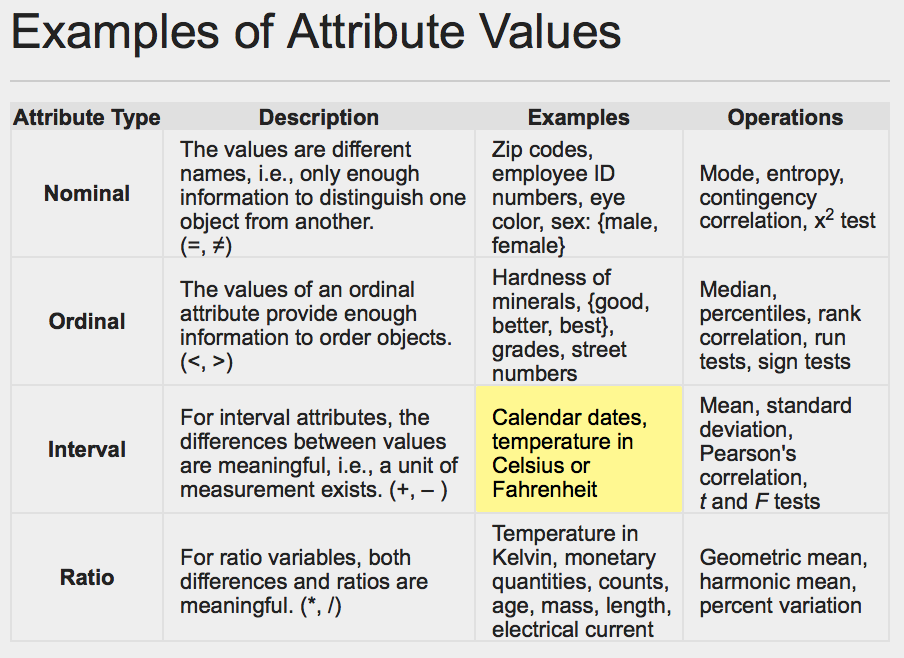 Examples of Attribute Values
Attribute Type Description Examples Operations
Nominal
The values are different
names, i.e., only enough
information to distinguish one
object from another.
(=, ≠)
Zip codes,
employee ID
numbers, eye
color, sex: {male,
female}
Mode, entropy,
contingency
correlation, x² test
Ordinal
The values of an ordinal
attribute provide enough
information to order objects.
(<, >)
Hardness of
minerals, {good,
better, best},
grades, street
numbers
Median,
percentiles, rank
correlation, run
tests, sign tests
Interval
For interval attributes, the
differences between values
are meaningful, i.e., a unit of
measurement exists. (+, – )
Calendar dates,
temperature in
Celsius or
Fahrenheit
Mean, standard
deviation,
Pearson's
correlation,
t and F tests
Ratio
For ratio variables, both
differences and ratios are
meaningful. (*, /)
Temperature in
Kelvin, monetary
quantities, counts,
age, mass, length,
electrical current
Geometric mean,
harmonic mean,
percent variation